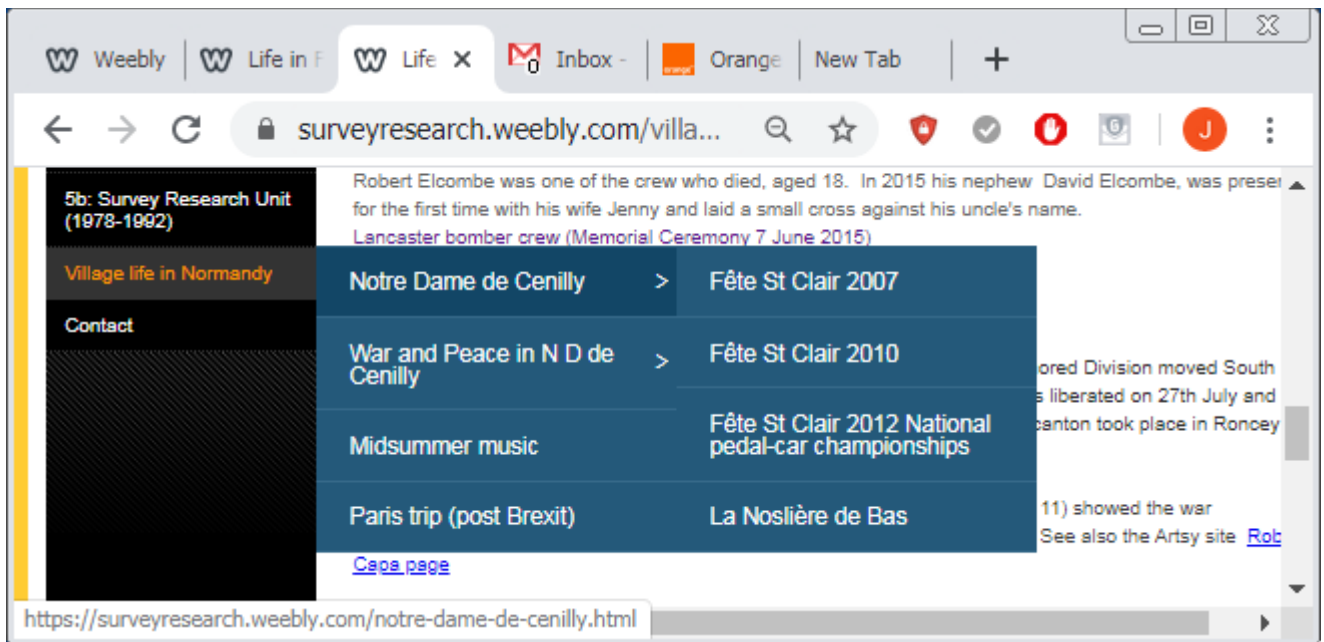 Weebly
Life in F
Life
Inbox -
Orange
New Tab
surveyresearch.weebly.com/villa...
J
5b: Survey Research Unit
(1978-1992)
Village life in Normandy
Contact
Robert Elcombe was one of the crew who died, aged 18. In 2015 his nephew David Elcombe, was presen
for the first time with his wife Jenny and laid a small cross against his uncle's name.
Lancaster bomber crew (Memorial Ceremony 7 June 2015)
Notre Dame de Cenilly >
War and Peace in N D de
Cenilly >
Midsummer music
Paris trip (post Brexit)
Fête St Clair 2007
Fête St Clair 2010
Fête St Clair 2012 National
pedal-car championships
La Noslière de Bas
ored Division moved South
s liberated on 27th July and
canton took place in Roncey
11) showed the war
See also the Artsy site Rob
Capa page
https://surveyresearch.weebly.com/notre-dame-de-cenilly.html